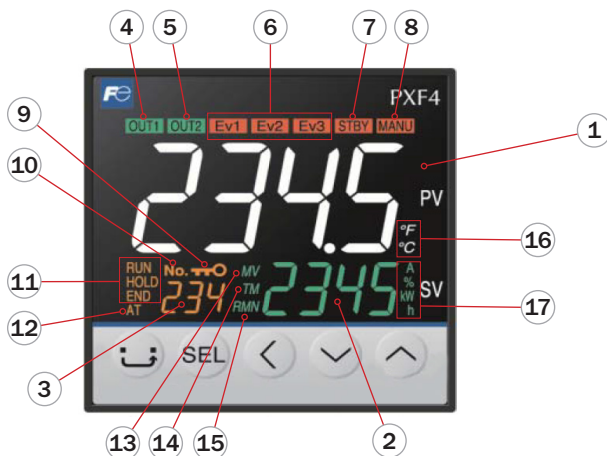 4 5 6 7 8
Fe PXF4
OUT1 OUT2 Ev1 Ev2 Ev3 STBY MANU
9
1
234.5 PV
10
°F
°C
16
11
RUN
HOLD
END
AT
No.
234
MV
TM
RMN
2345
A
%
kW
h
SV
17
12
SEL
3
13 14 15 2